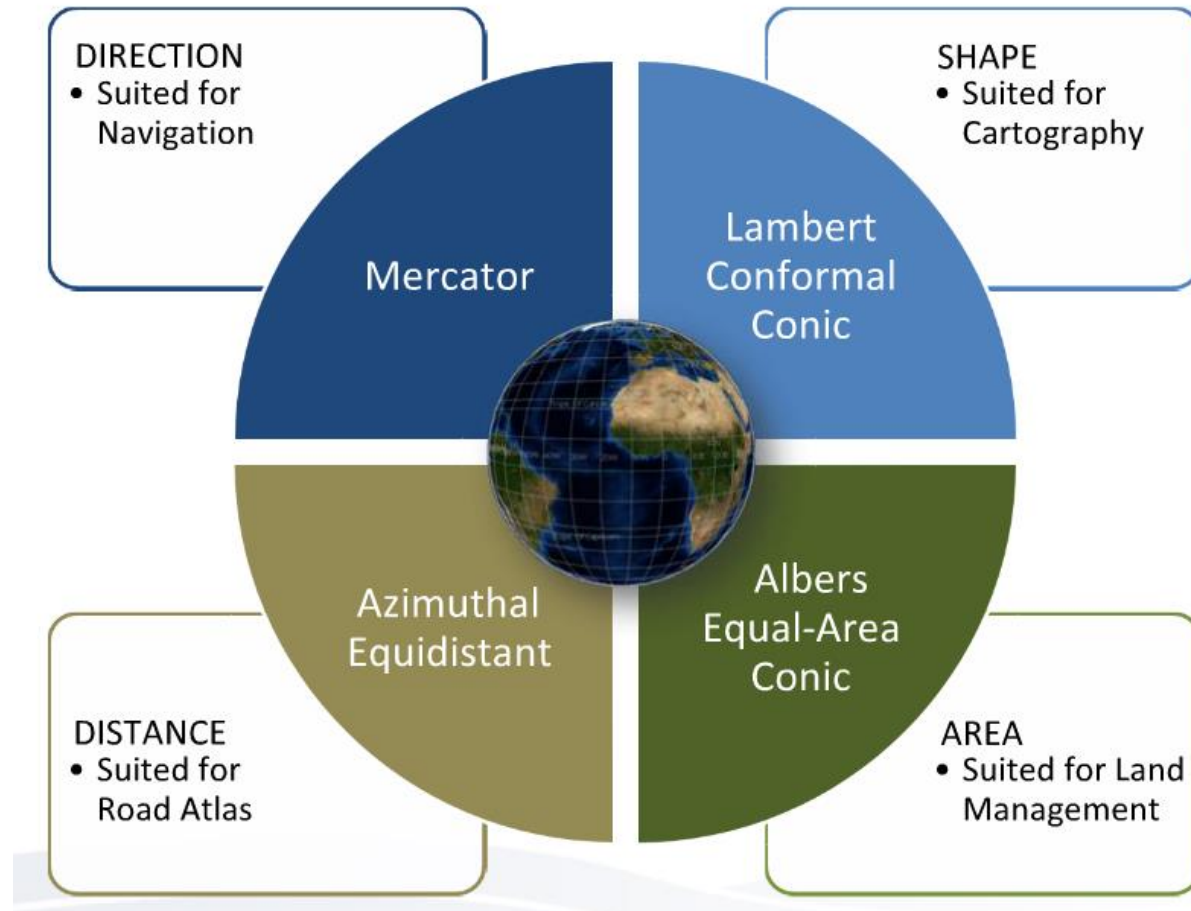 DIRECTION
• Suited for
Navigation
SHAPE
• Suited for
Cartography
Mercator
Lambert
Conformal
Conic
Azimuthal
Equidistant
Albers
Equal-Area
Conic
DISTANCE
• Suited for
Road Atlas
AREA
• Suited for Land
Management